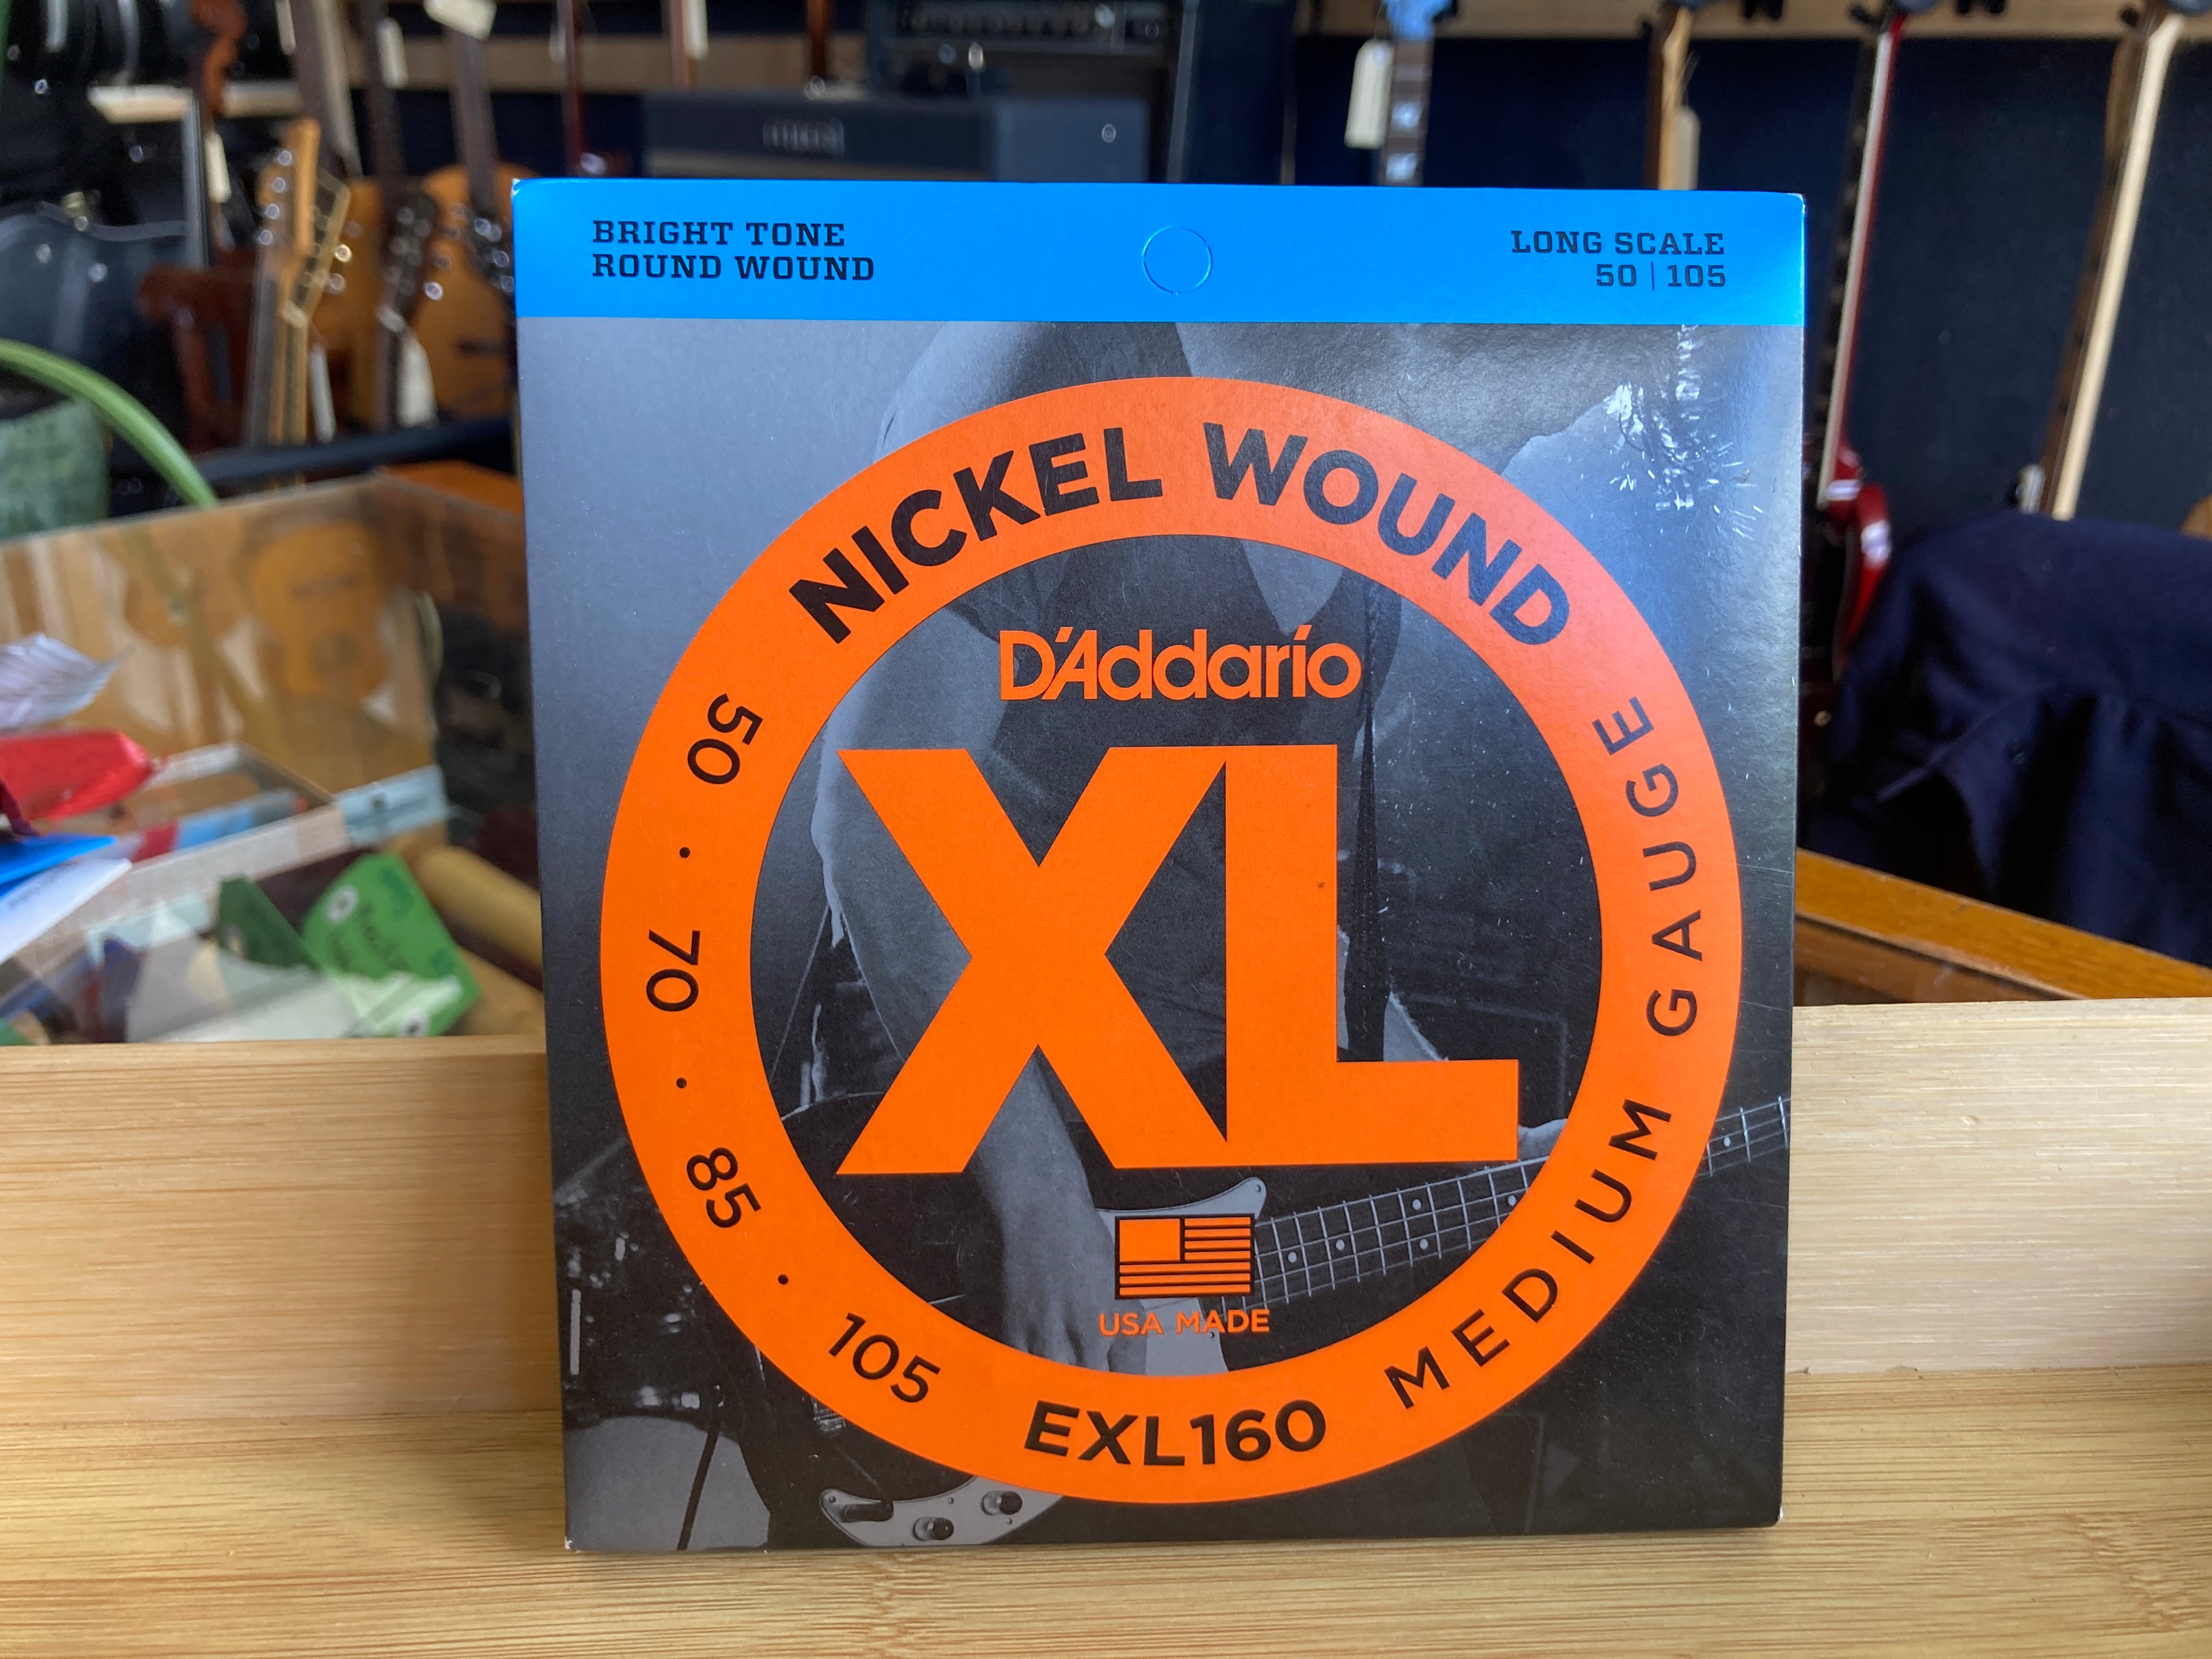 BRIGHT TONE
ROUND WOUND
LONG SCALE
50 | 105
NICKEL WOUND
D'Addario
XL
USA MADE
50 · 70 · 85 · 105
EXL160
MEDIUM GAUGE